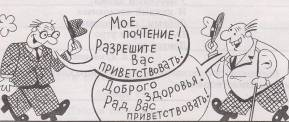 МОЕ
ПОЧТЕНИЕ!
РАЗРЕШИТЕ
ВАС
ПРИВЕТСТВОВАТЬ!
ДОБРОГО
ЗДОРОВЬЯ!
РАД ВАС
ПРИВЕТСТВОВАТЬ!